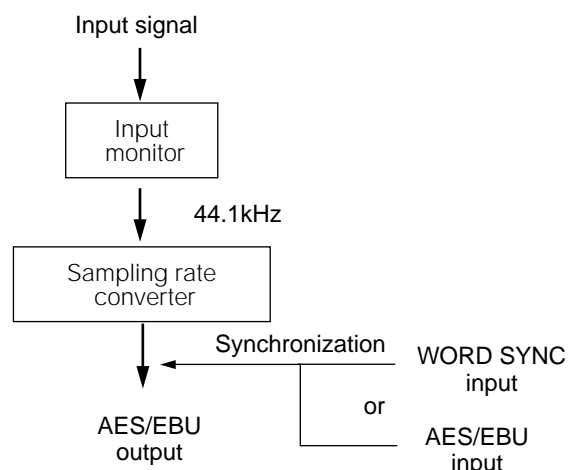 Input signal
Input
monitor
44.1kHz
Sampling rate
converter
Synchronization
WORD SYNC
input
or
AES/EBU
output
AES/EBU
input